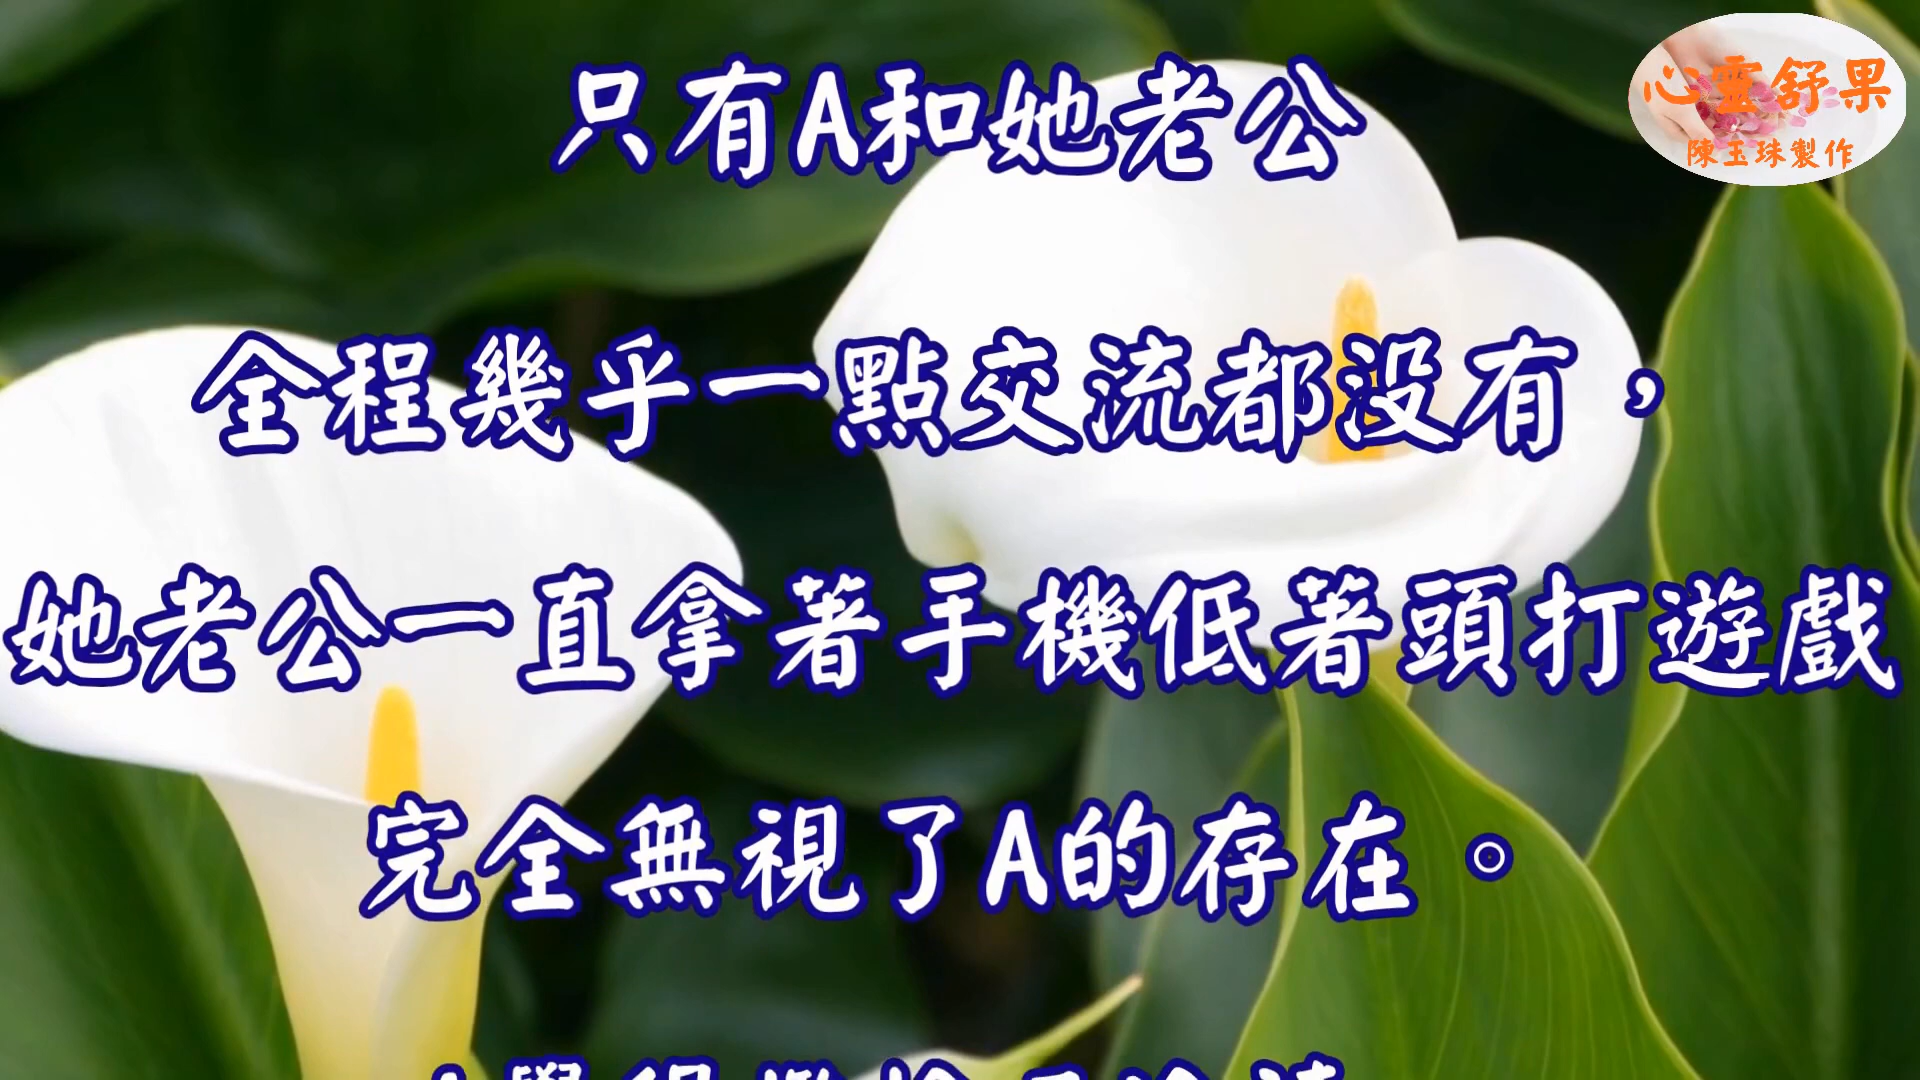 只有A和她老公
心靈舒果
陳玉珠製作
全程幾乎一點交流都没有，
她老公一直拿著手機低著頭打遊戲
完全無視了A的存在。